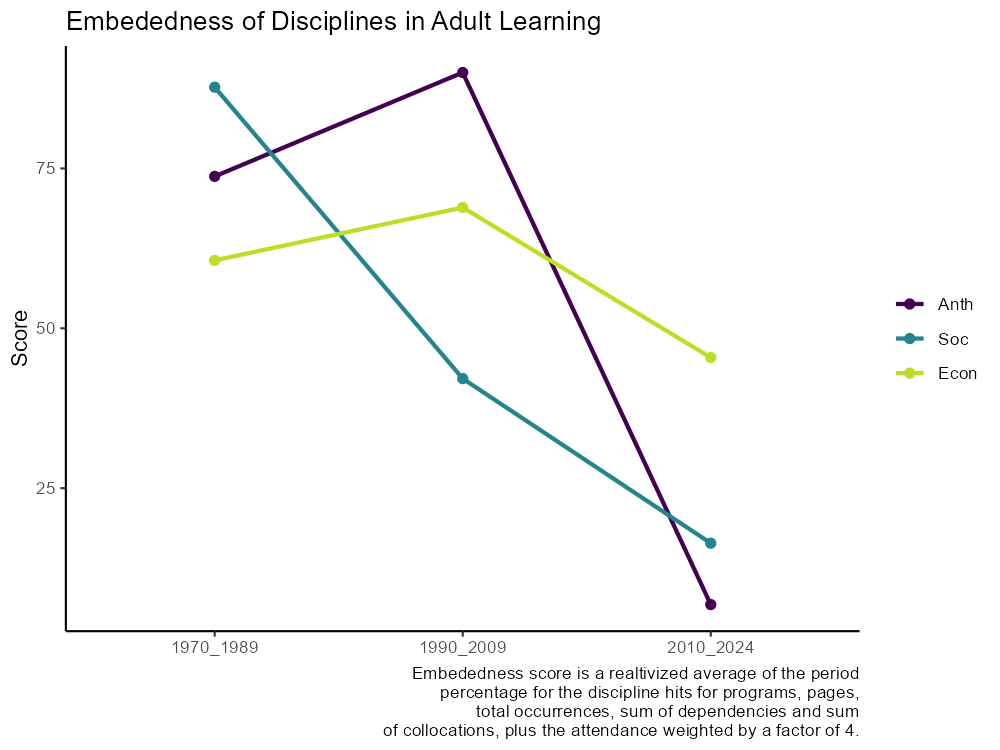 Embededness of Disciplines in Adult Learning
Score
75
50
25
1970_1989
1990_2009
2010_2024
Anth
Soc
Econ
Embededness score is a realtivized average of the period
percentage for the discipline hits for programs, pages,
total occurrences, sum of dependencies and sum
of collocations, plus the attendance weighted by a factor of 4.